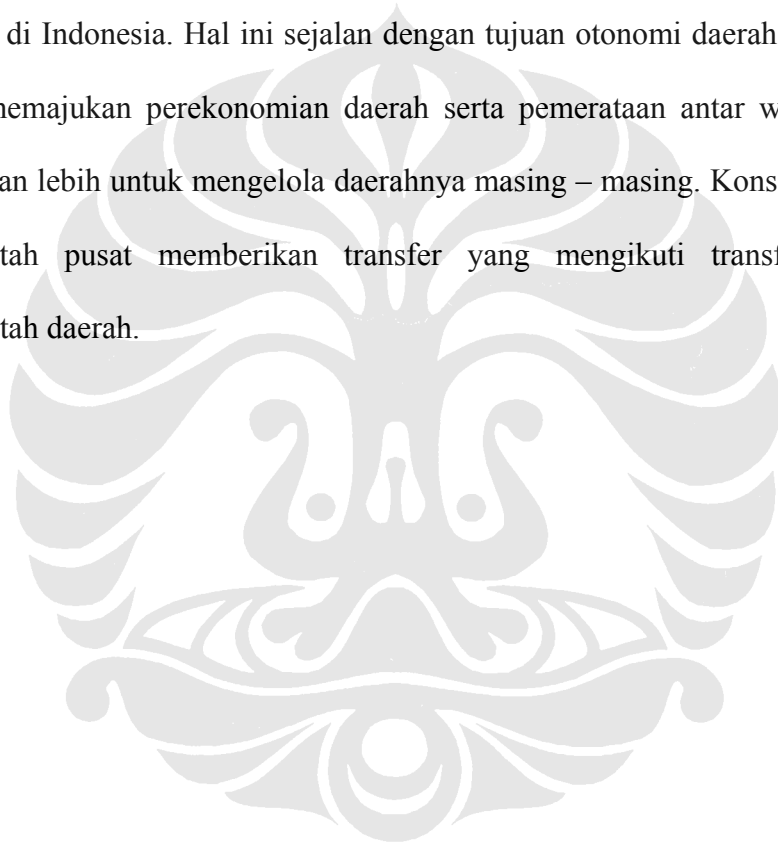 di Indonesia. Hal ini sejalan dengan tujuan otonomi daerah
memajukan perekonomian daerah serta pemerataan antar w
an lebih untuk mengelola daerahnya masing – masing. Kons
tah pusat memberikan transfer yang mengikuti transf
tah daerah.